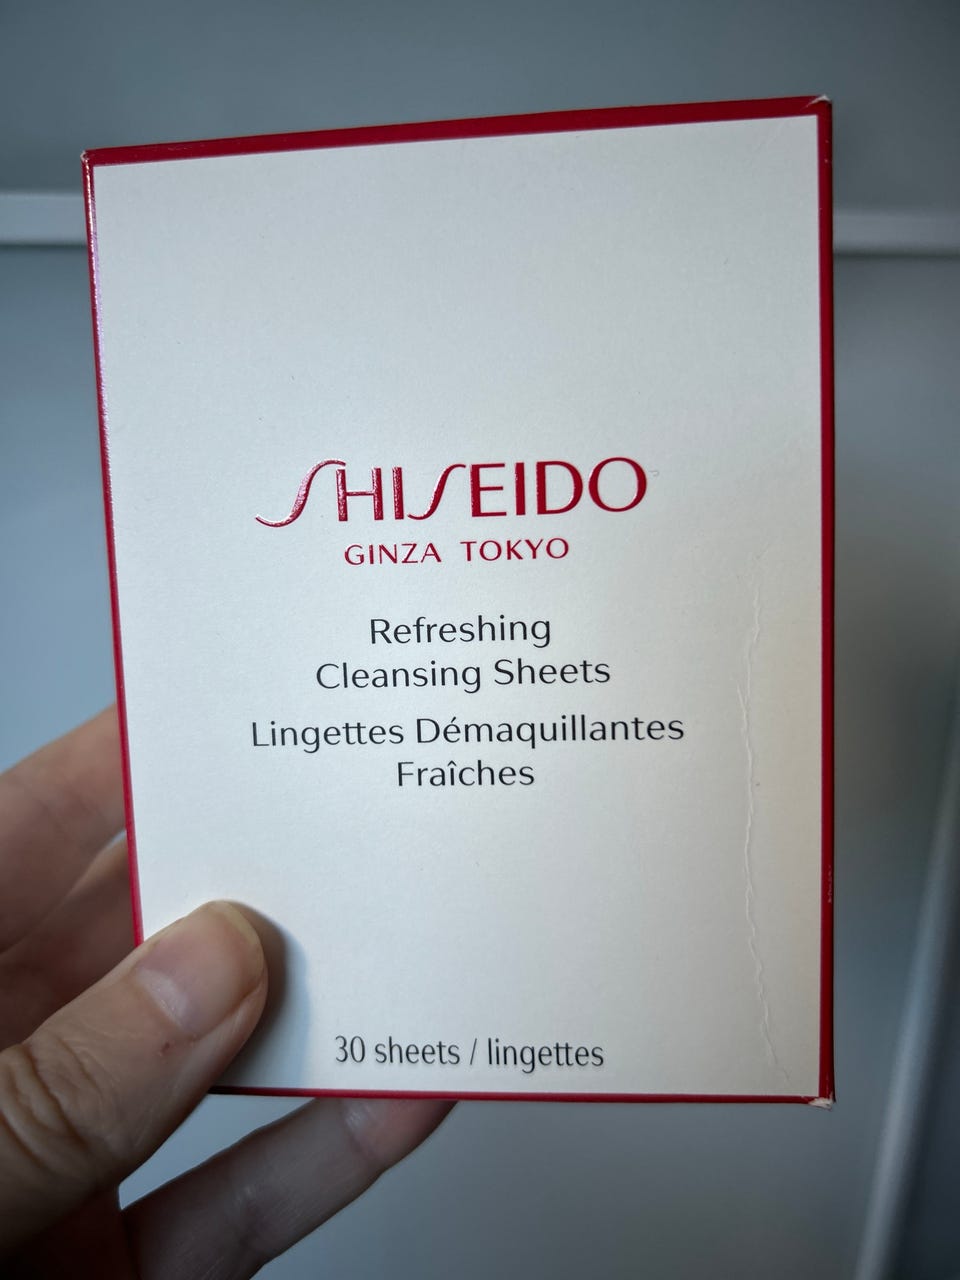 SHISEIDO
GINZA TOKYO
Refreshing
Cleansing Sheets
Lingettes Démaquillantes
Fraîches
30 sheets / lingettes